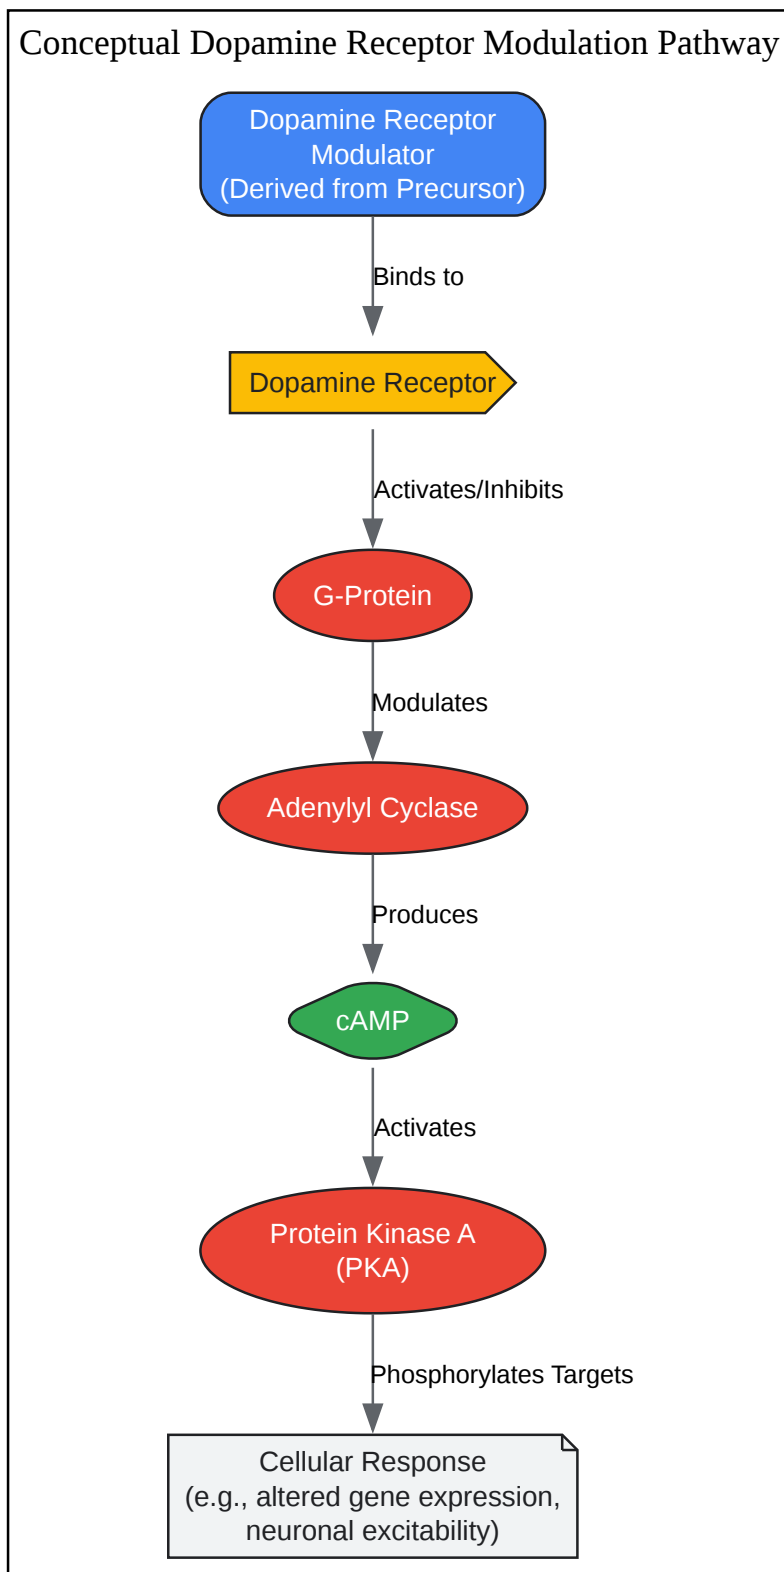 Conceptual Dopamine Receptor Modulation Pathway
Dopamine Receptor
Modulator
(Derived from Precursor)
Binds to
Dopamine Receptor
Activates/Inhibits
G-Protein
Modulates
Adenylyl Cyclase
Produces
cAMP
Activates
Protein Kinase A
(PKA)
Phosphorylates Targets
Cellular Response
(e.g., altered gene expression,
neuronal excitability)